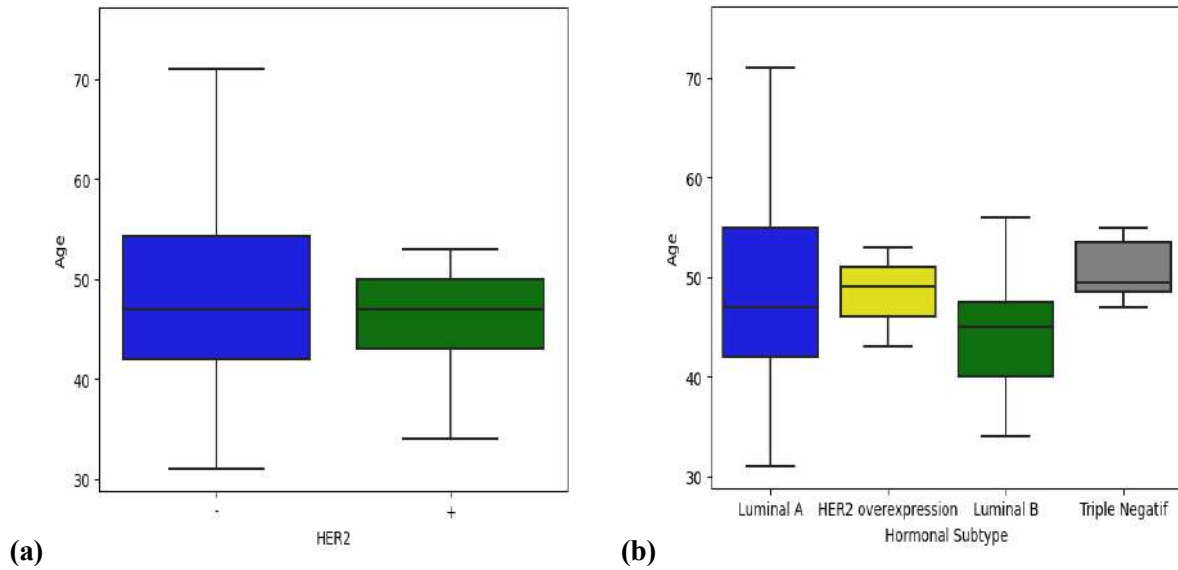 70
60
50
40
30
Age
-
+
HER2
(a)
70
60
50
40
30
Age
Luminal A HER2 overexpression Luminal B Triple Negatif
Hormonal Subtype
(b)